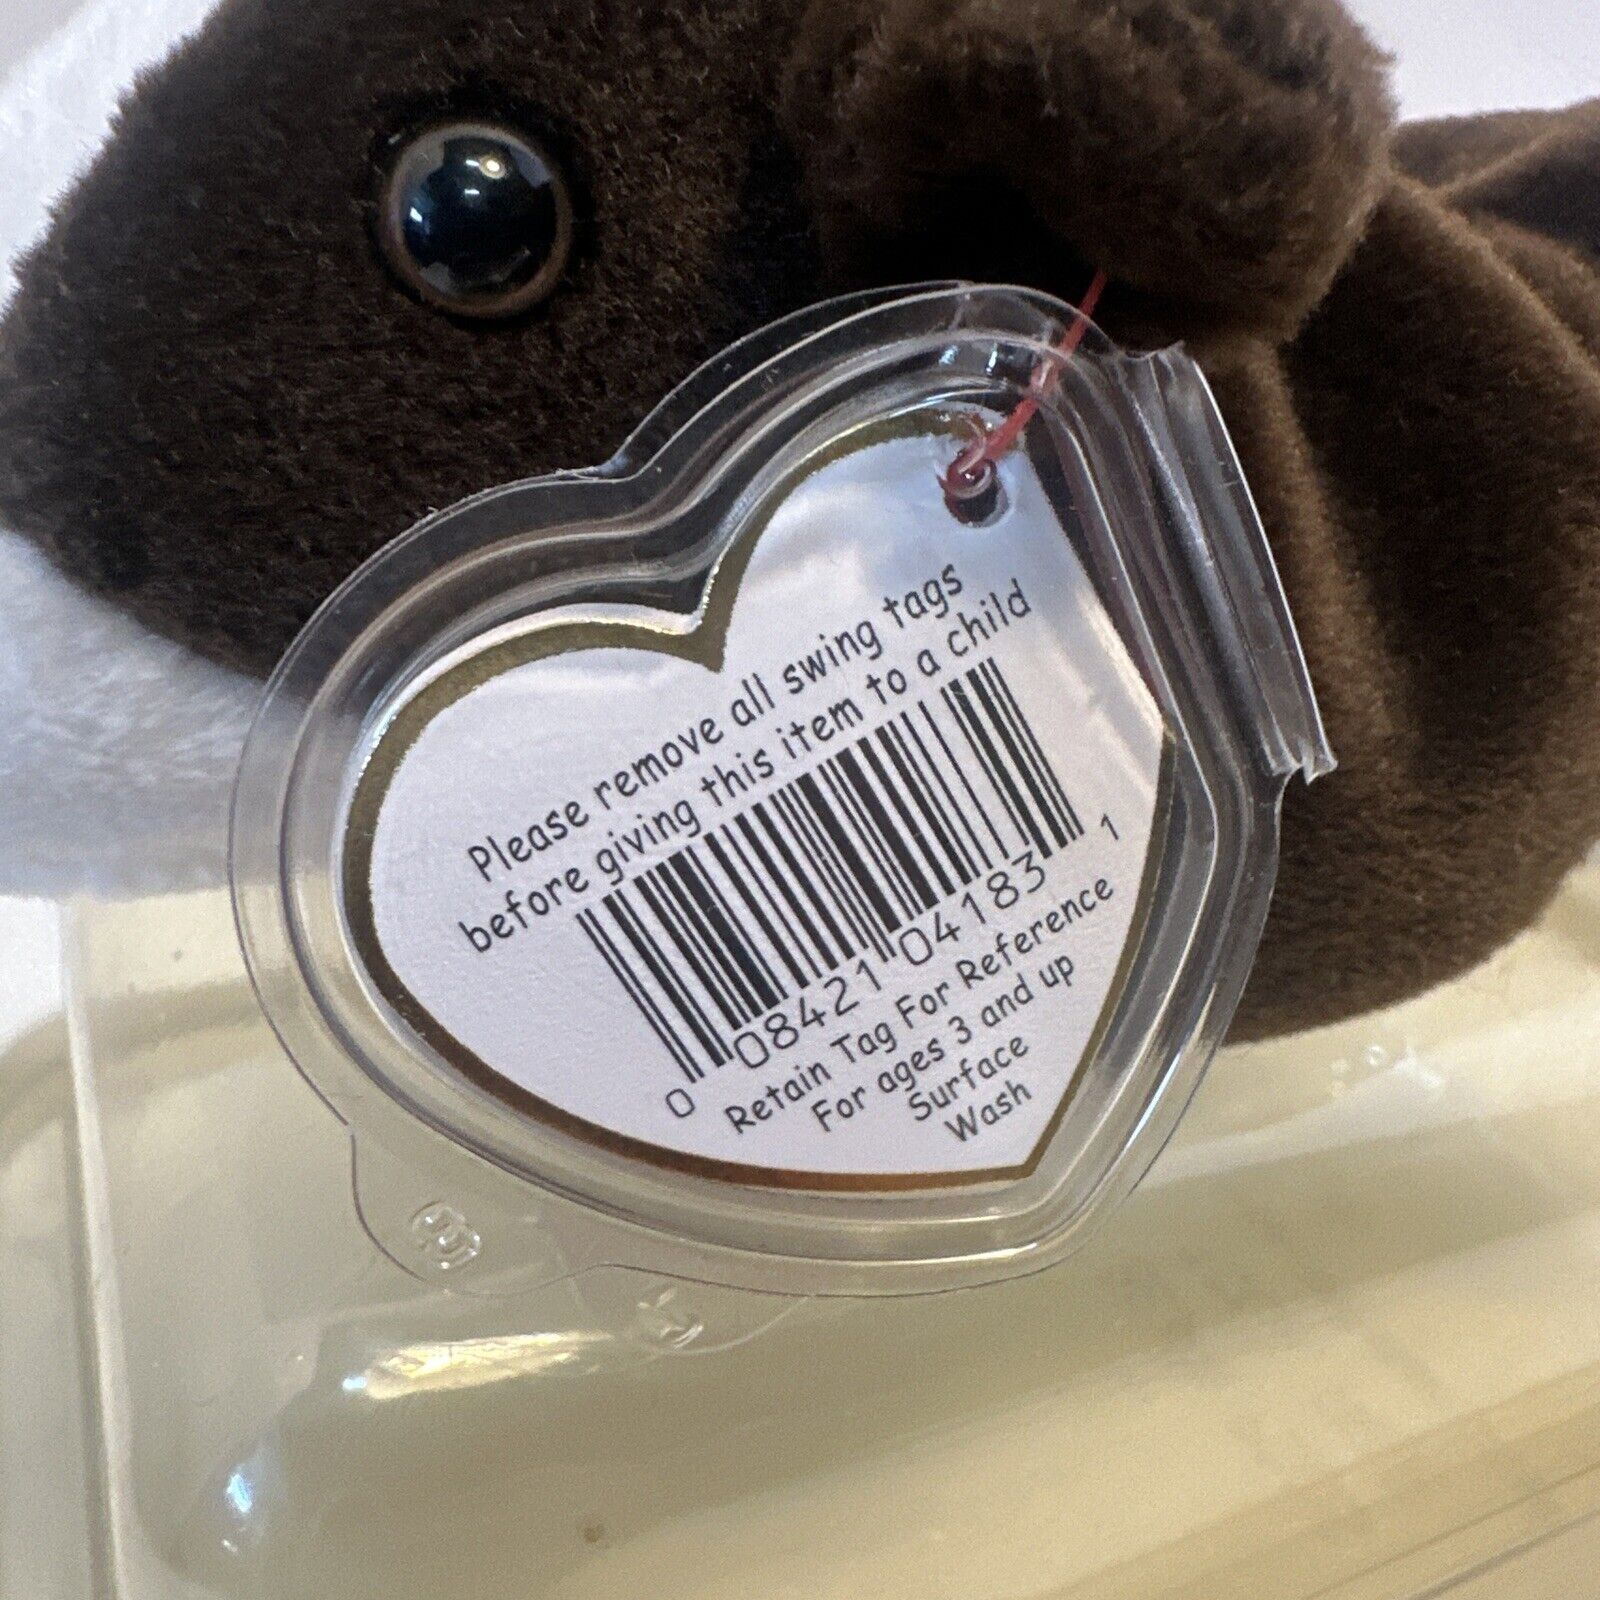 Please remove all swing tags
before giving this item to a child
0 08421 04183 1
Retain Tag For Reference
For ages 3 and up
Surface
Wash